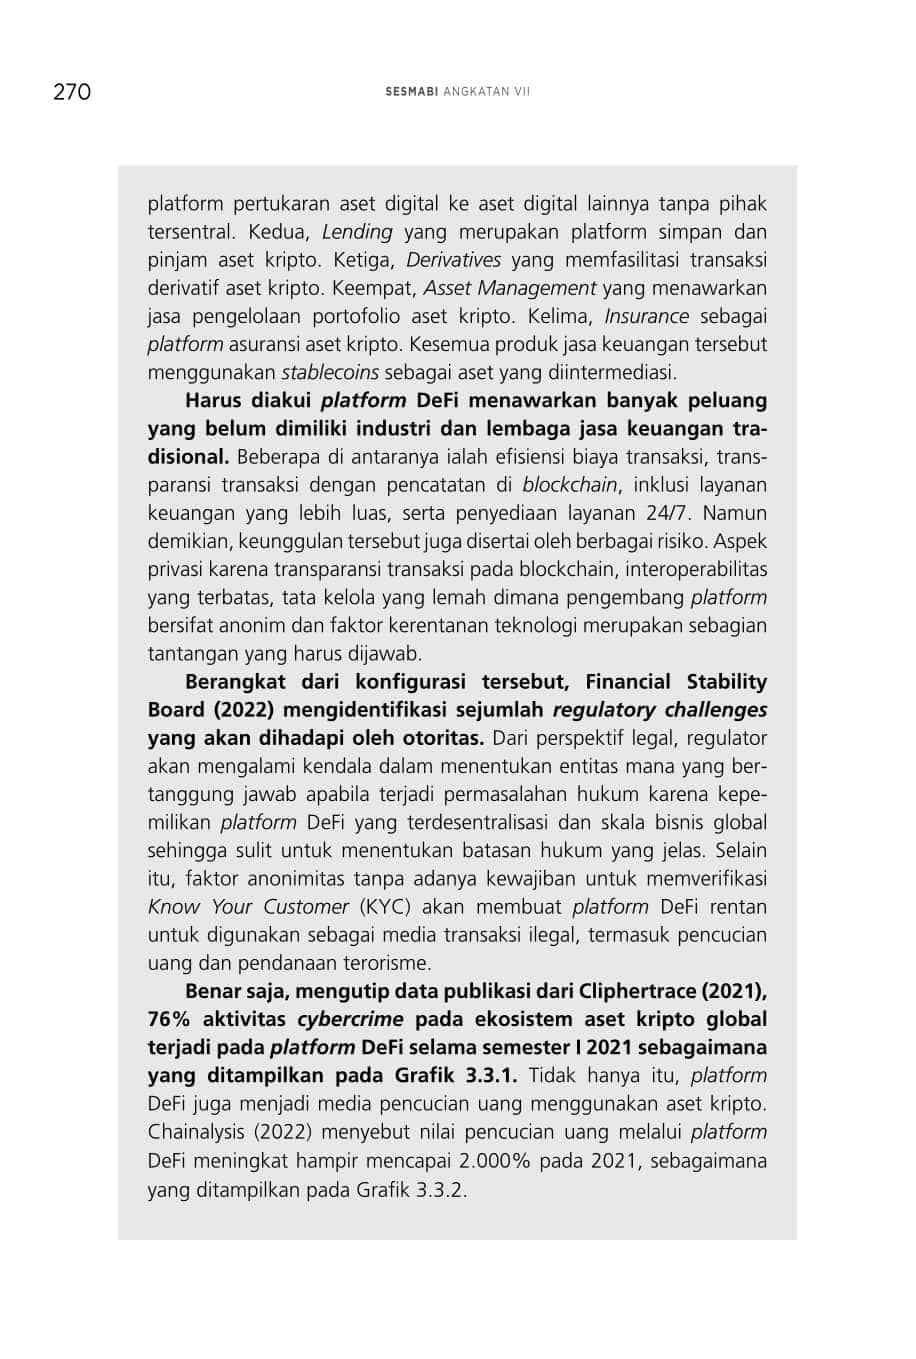 270
SESMABI ANGKATAN VII
platform pertukaran aset digital ke aset digital lainnya tanpa pihak
tersentral. Kedua, Lending yang merupakan platform simpan dan
pinjam aset kripto. Ketiga, Derivatives yang memfasilitasi transaksi
derivatif aset kripto. Keempat, Asset Management yang menawarkan
jasa pengelolaan portofolio aset kripto. Kelima, Insurance sebagai
platform asuransi aset kripto. Kesemua produk jasa keuangan tersebut
menggunakan stablecoins sebagai aset yang diintermediasi.
Harus diakui platform DeFi menawarkan banyak peluang
yang belum dimiliki industri dan lembaga jasa keuangan tra-
disional. Beberapa di antaranya ialah efisiensi biaya transaksi, trans-
paransi transaksi dengan pencatatan di blockchain, inklusi layanan
keuangan yang lebih luas, serta penyediaan layanan 24/7. Namun
demikian, keunggulan tersebut juga disertai oleh berbagai risiko. Aspek
privasi karena transparansi transaksi pada blockchain, interoperabilitas
yang terbatas, tata kelola yang lemah dimana pengembang platform
bersifat anonim dan faktor kerentanan teknologi merupakan sebagian
tantangan yang harus dijawab.
Berangkat dari konfigurasi tersebut, Financial Stability
Board (2022) mengidentifikasi sejumlah regulatory challenges
yang akan dihadapi oleh otoritas. Dari perspektif legal, regulator
akan mengalami kendala dalam menentukan entitas mana yang ber-
tanggung jawab apabila terjadi permasalahan hukum karena kepe-
milikan platform DeFi yang terdesentralisasi dan skala bisnis global
sehingga sulit untuk menentukan batasan hukum yang jelas. Selain
itu, faktor anonimitas tanpa adanya kewajiban untuk memverifikasi
Know Your Customer (KYC) akan membuat platform DeFi rentan
untuk digunakan sebagai media transaksi ilegal, termasuk pencucian
uang dan pendanaan terorisme.
Benar saja, mengutip data publikasi dari Cliphertrace (2021),
76% aktivitas cybercrime pada ekosistem aset kripto global
terjadi pada platform DeFi selama semester I 2021 sebagaimana
yang ditampilkan pada Grafik 3.3.1. Tidak hanya itu, platform
DeFi juga menjadi media pencucian uang menggunakan aset kripto.
Chainalysis (2022) menyebut nilai pencucian uang melalui platform
DeFi meningkat hampir mencapai 2.000% pada 2021, sebagaimana
yang ditampilkan pada Grafik 3.3.2.